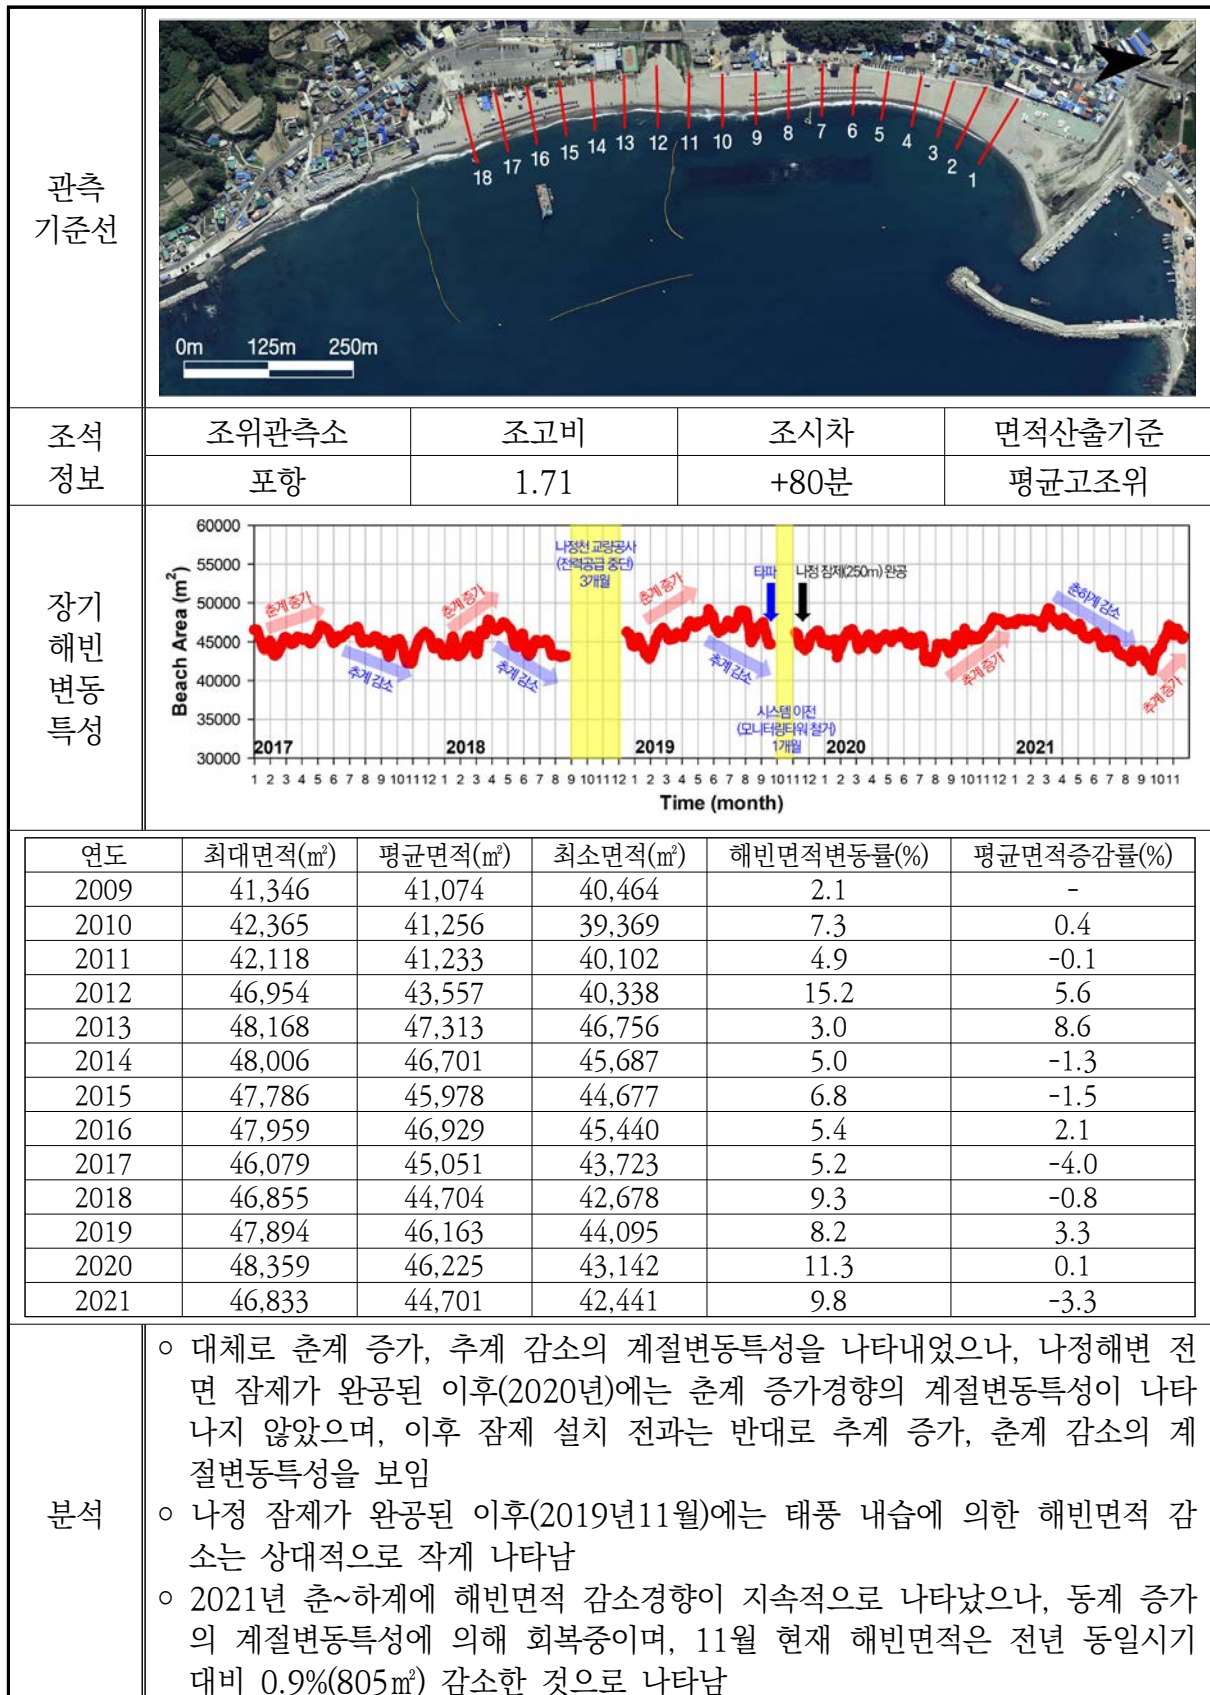 관측
기준선
N
18 17 16 15 14 13 12 11 10 9 8 7 6 5 4 3 2 1
0m 125m 250m
조석
정보
조위관측소 조고비 조시차 면적산출기준
포항 1.71 +80분 평균고조위
장기
해빈
변동
특성
60000
55000
50000
45000
40000
35000
30000
Beach Area (m²)
춘계 증가
추계 감소
춘계 증가
추계 감소
나정천 교량공사
(전력공급 중단)
3개월
춘계 증가
추계 감소
타파
나정 잠제(250m) 완공
시스템 이전
(모니터링타워 철거)
1개월
추계 증가
춘하계 감소
추계 증가
2017 2018 2019 2020 2021
1 2 3 4 5 6 7 8 9 10 11 12 1 2 3 4 5 6 7 8 9 10 11 12 1 2 3 4 5 6 7 8 9 10 11 12 1 2 3 4 5 6 7 8 9 10 11 12 1 2 3 4 5 6 7 8 9 10 11
Time (month)
연도 최대면적(㎡) 평균면적(㎡) 최소면적(㎡) 해빈면적변동률(%) 평균면적증감률(%)
2009 41,346 41,074 40,464 2.1 -
2010 42,365 41,256 39,369 7.3 0.4
2011 42,118 41,233 40,102 4.9 -0.1
2012 46,954 43,557 40,338 15.2 5.6
2013 48,168 47,313 46,756 3.0 8.6
2014 48,006 46,701 45,687 5.0 -1.3
2015 47,786 45,978 44,677 6.8 -1.5
2016 47,959 46,929 45,440 5.4 2.1
2017 46,079 45,051 43,723 5.2 -4.0
2018 46,855 44,704 42,678 9.3 -0.8
2019 47,894 46,163 44,095 8.2 3.3
2020 48,359 46,225 43,142 11.3 0.1
2021 46,833 44,701 42,441 9.8 -3.3
분석
○ 대체로 춘계 증가, 추계 감소의 계절변동특성을 나타내었으나, 나정해변 전
면 잠제가 완공된 이후(2020년)에는 춘계 증가경향의 계절변동특성이 나타
나지 않았으며, 이후 잠제 설치 전과는 반대로 추계 증가, 춘계 감소의 계
절변동특성을 보임
○ 나정 잠제가 완공된 이후(2019년11월)에는 태풍 내습에 의한 해빈면적 감
소는 상대적으로 작게 나타남
○ 2021년 춘~하계에 해빈면적 감소경향이 지속적으로 나타났으나, 동계 증가
의 계절변동특성에 의해 회복중이며, 11월 현재 해빈면적은 전년 동일시기
대비 0.9%(805㎡) 감소한 것으로 나타남